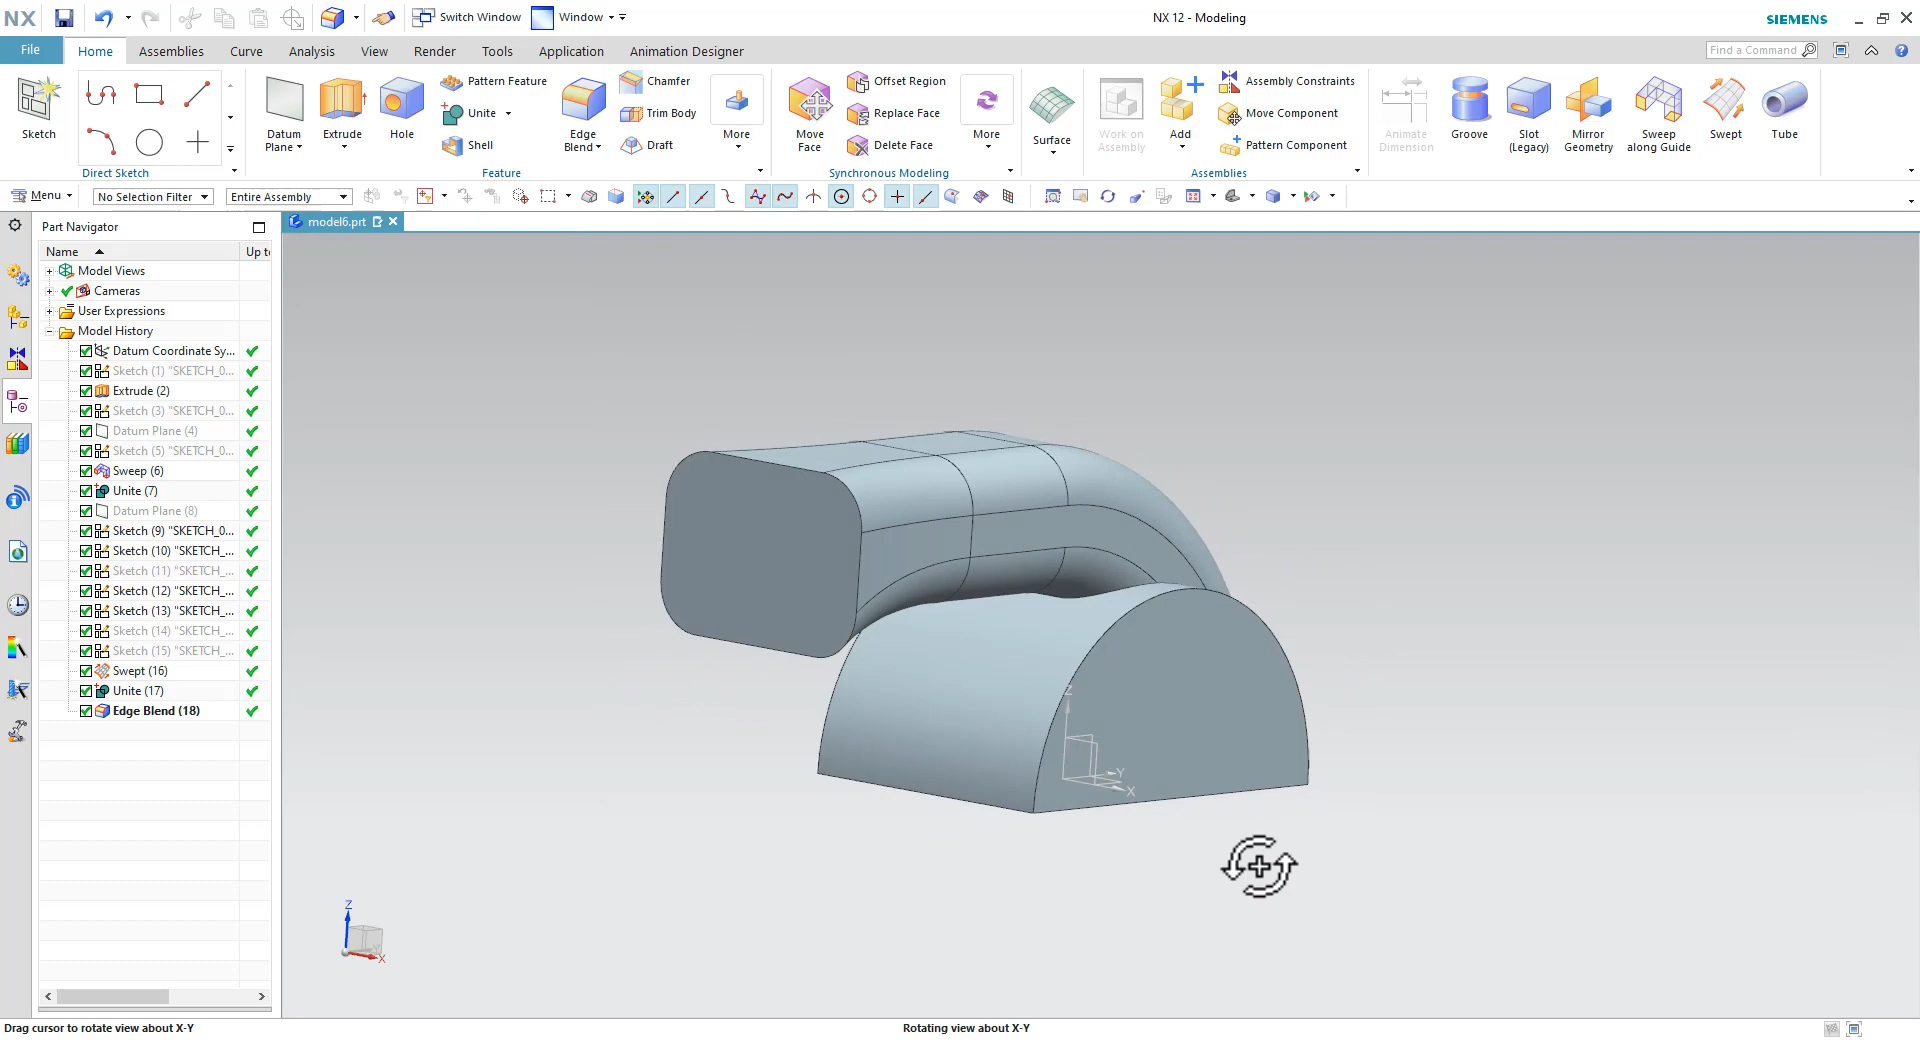 NX
Switch Window
Window
NX 12 - Modeling
SIEMENS
File
Home
Assemblies
Curve
Analysis
View
Render
Tools
Application
Animation Designer
Find a Command
Sketch
Direct Sketch
Datum Plane
Extrude
Hole
Pattern Feature
Unite
Shell
Edge Blend
Chamfer
Trim Body
Draft
More
Feature
Move Face
Offset Region
Replace Face
Delete Face
More
Synchronous Modeling
Surface
Work on Assembly
Add
Assembly Constraints
Move Component
Pattern Component
Assemblies
Animate Dimension
Groove
Slot (Legacy)
Mirror Geometry
Sweep along Guide
Swept
Tube
Menu
No Selection Filter
Entire Assembly
Part Navigator
model6.prt
Name
Up to
Model Views
Cameras
User Expressions
Model History
Datum Coordinate Sy...
Sketch (1) "SKETCH_0...
Extrude (2)
Sketch (3) "SKETCH_0...
Datum Plane (4)
Sketch (5) "SKETCH_0...
Sweep (6)
Unite (7)
Datum Plane (8)
Sketch (9) "SKETCH_0...
Sketch (10) "SKETCH_...
Sketch (11) "SKETCH_...
Sketch (12) "SKETCH_...
Sketch (13) "SKETCH_...
Sketch (14) "SKETCH_...
Sketch (15) "SKETCH_...
Swept (16)
Unite (17)
Edge Blend (18)
Z
Y
X
Z
X
Drag cursor to rotate view about X-Y
Rotating view about X-Y